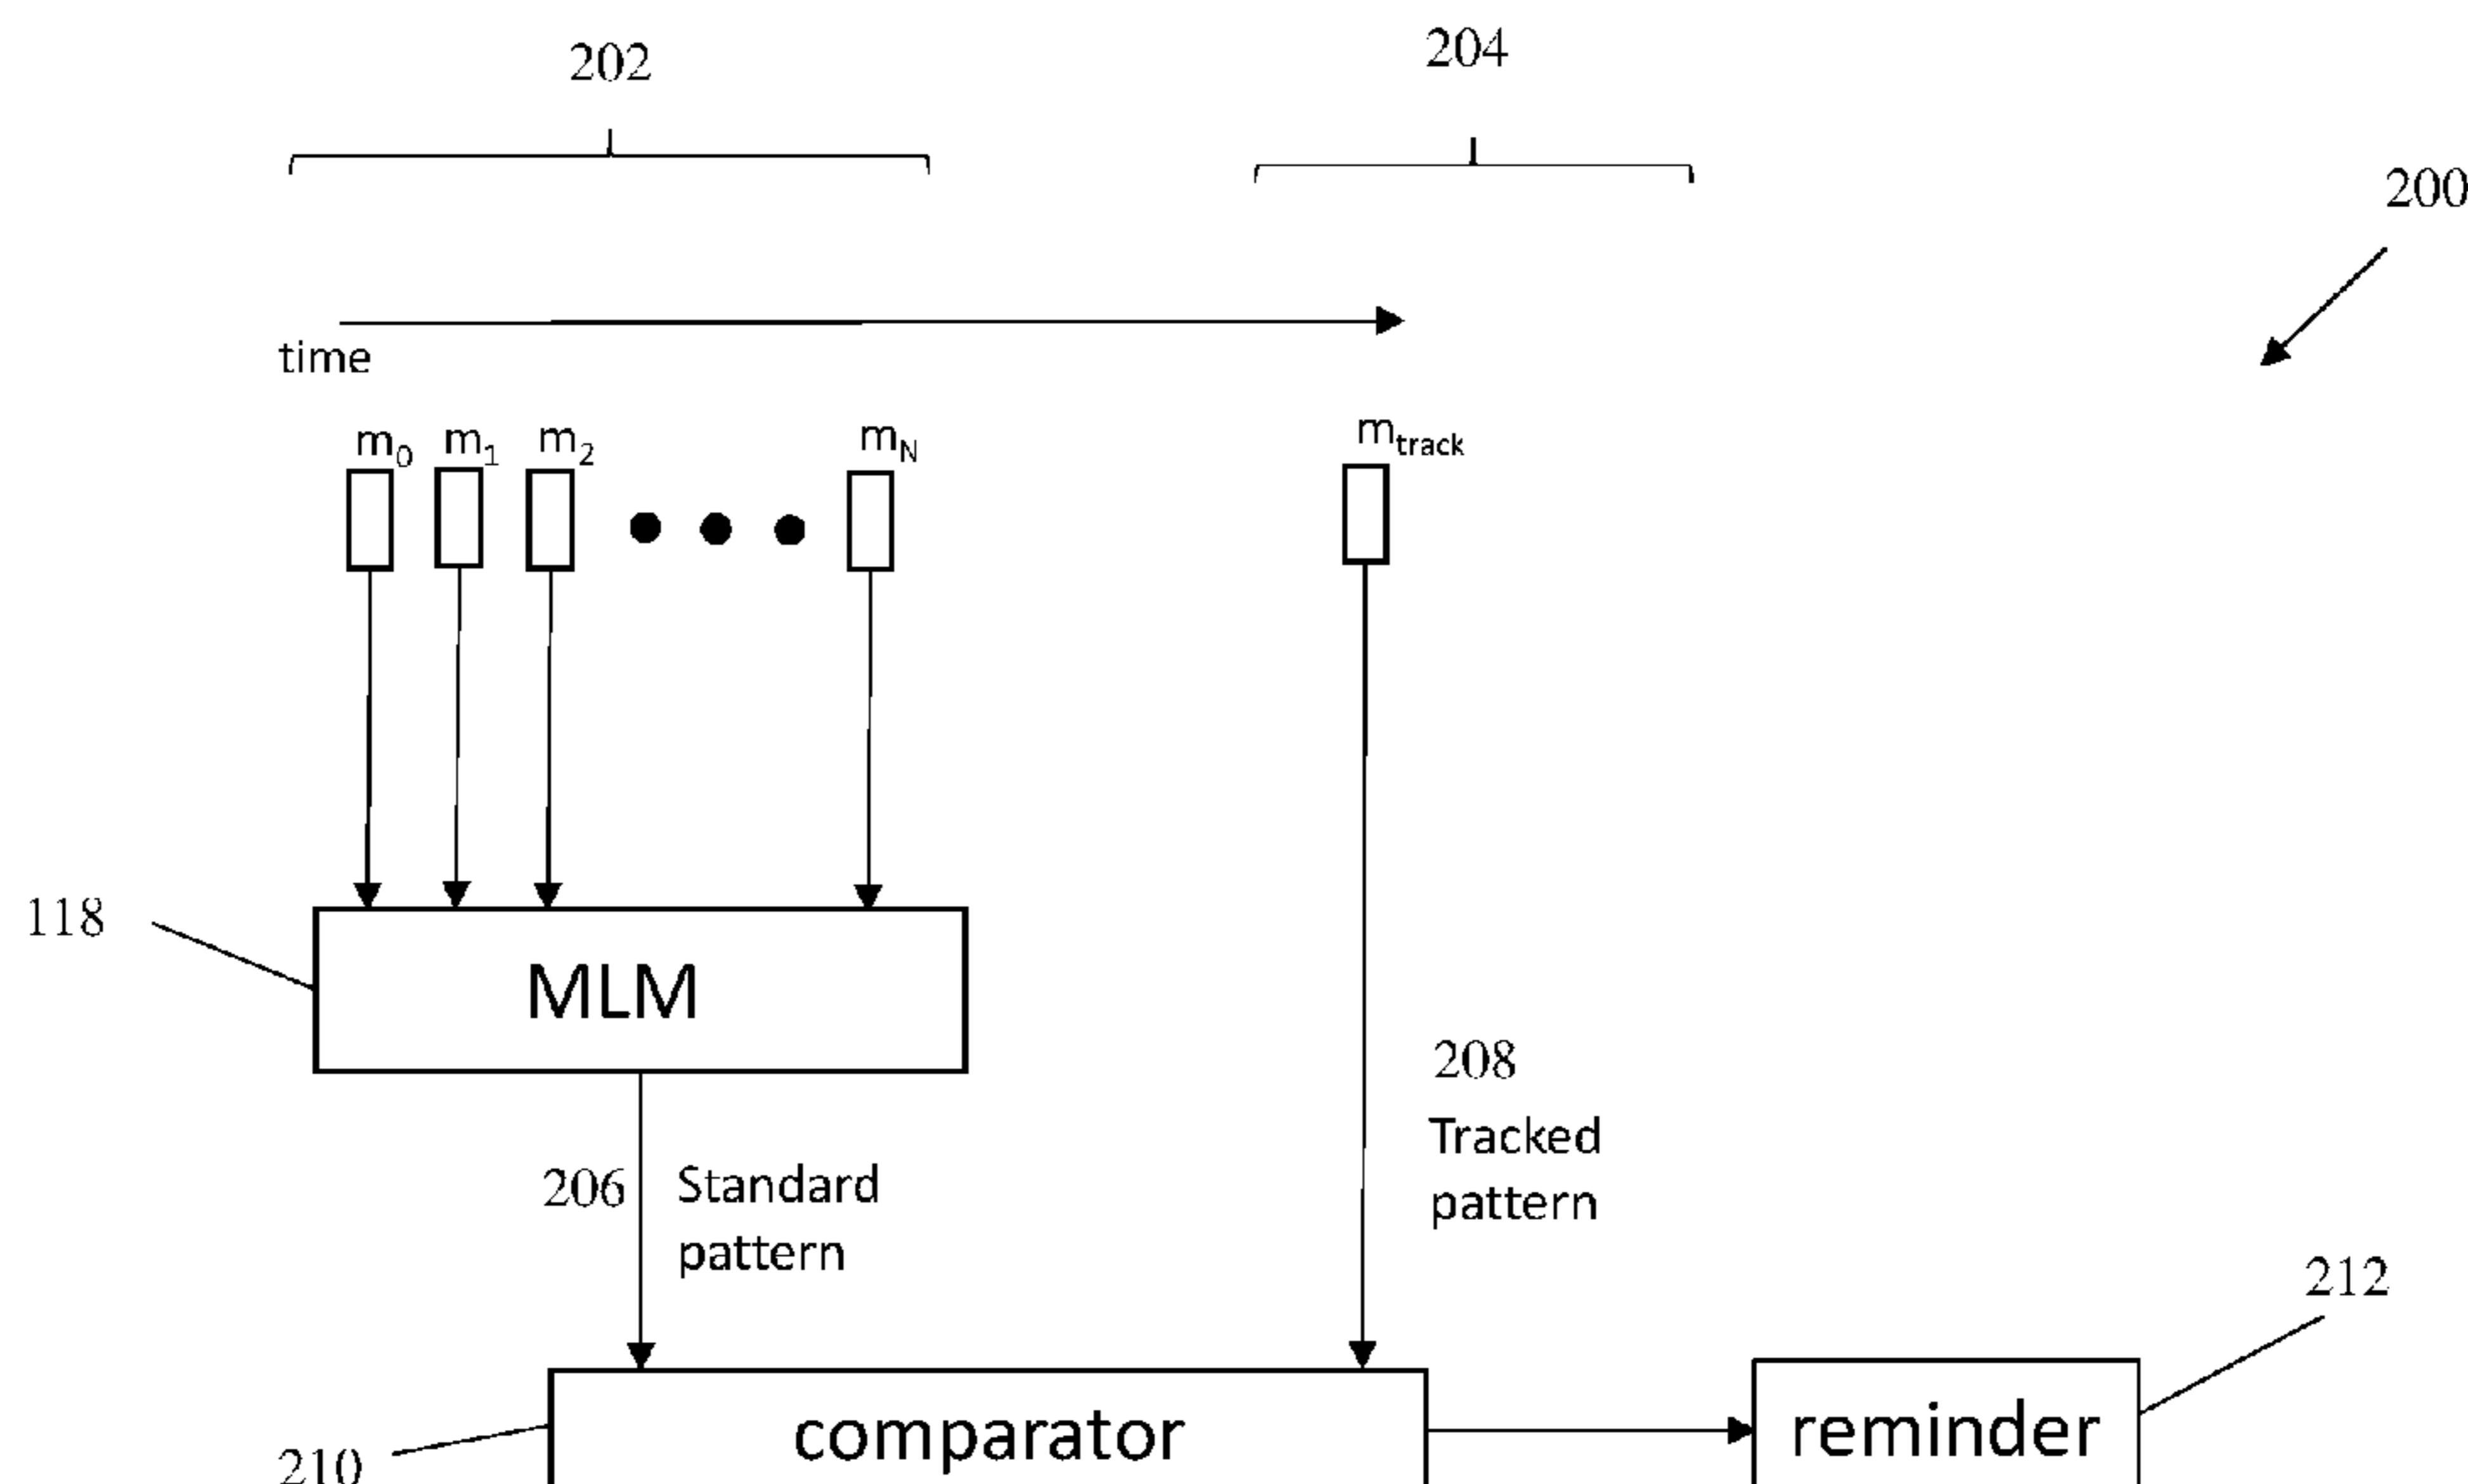 202
204
200
time
m0 m1 m2 mN mtrack
118
MLM
208
Tracked
pattern
206
Standard
pattern
212
comparator
reminder
210